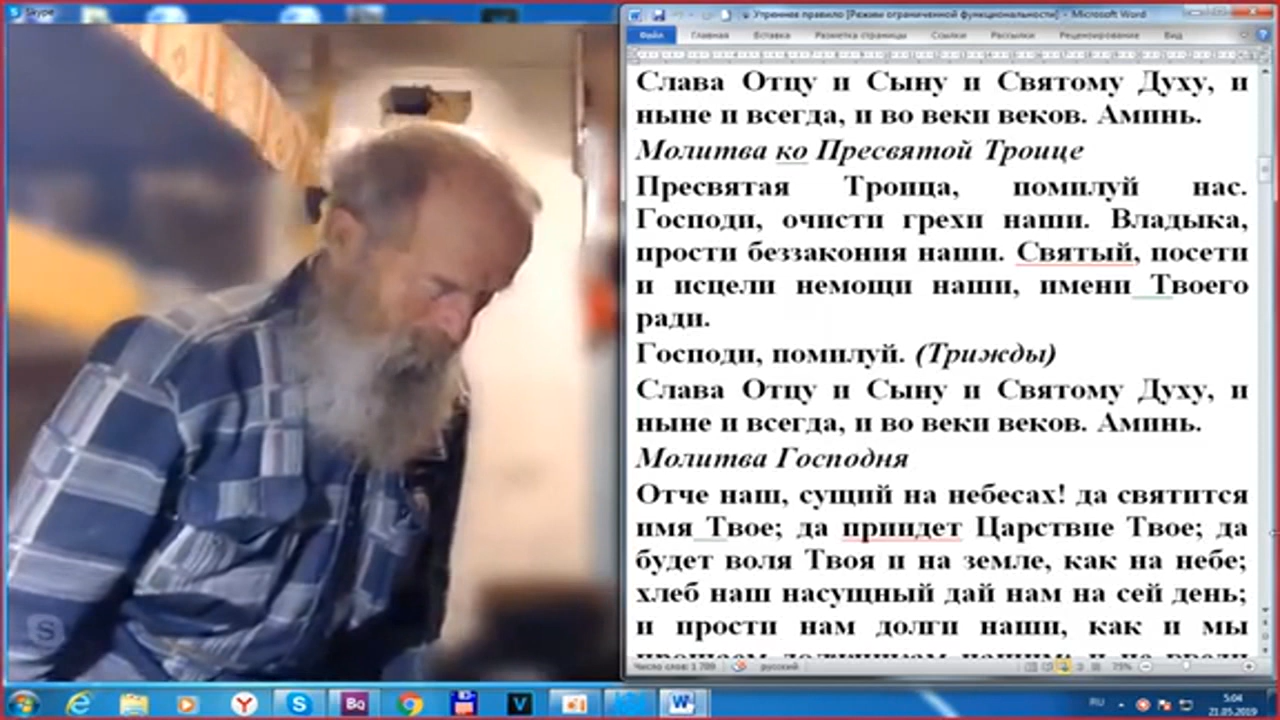 Skype
Утреннее правило [Режим ограниченной функциональности] - Microsoft Word
Файл Главная Вставка Разметка страницы Ссылки Рассылки Рецензирование Вид
Слава Отцу и Сыну и Святому Духу, и
ныне и всегда, и во веки веков. Аминь.
Молитва ко Пресвятой Троице
Пресвятая Троица, помилуй нас.
Господи, очисти грехи наши. Владыка,
прости беззакония наши. Святый, посети
и исцели немощи наши, имени Твоего
ради.
Господи, помилуй. (Трижды)
Слава Отцу и Сыну и Святому Духу, и
ныне и всегда, и во веки веков. Аминь.
Молитва Господня
Отче наш, сущий на небесах! да святится
имя Твое; да приидет Царствие Твое; да
будет воля Твоя и на земле, как на небе;
хлеб наш насущный дай нам на сей день;
и прости нам долги наши, как и мы
прощаем должникам нашим; и не введи
Число слов: 1 789 русский 75%
RU 5:04
21.05.2019